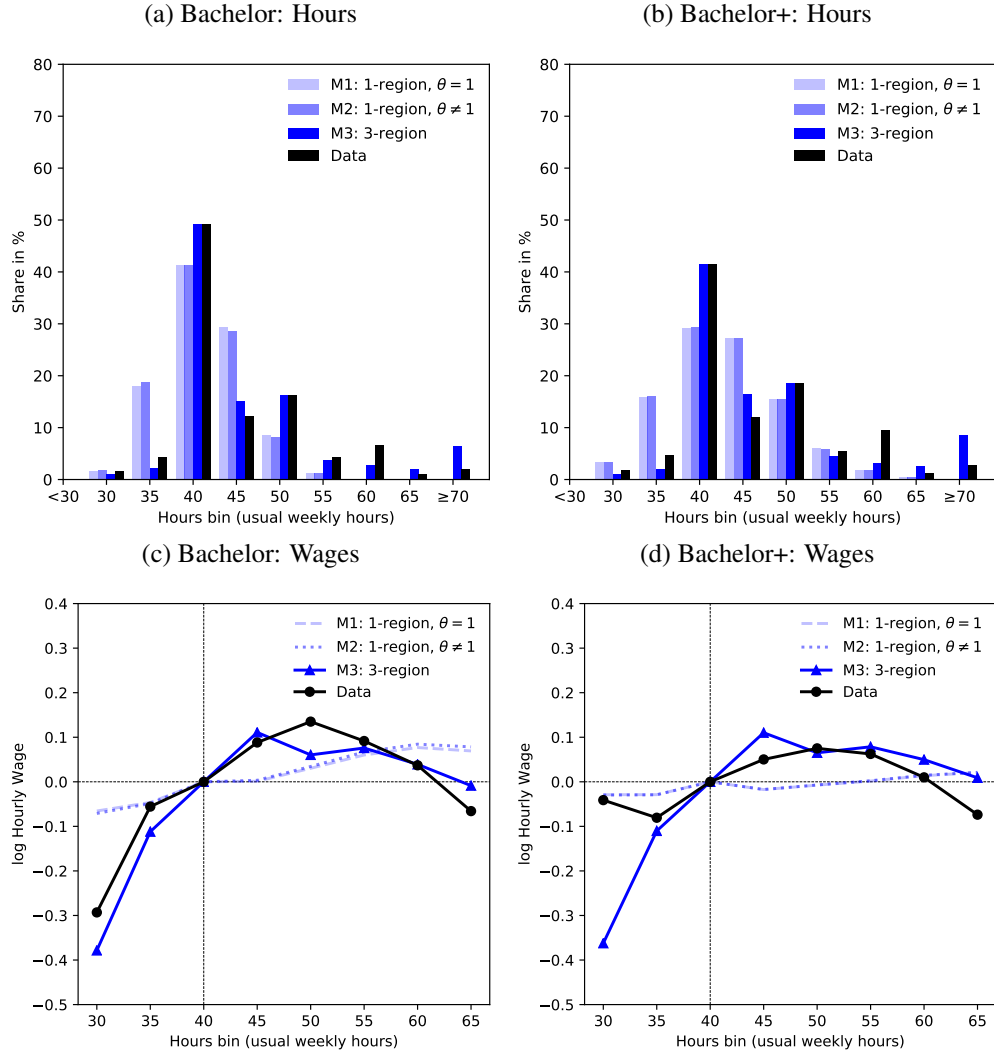 (a) Bachelor: Hours
(b) Bachelor+: Hours
80
70
60
50
40
30
20
10
0
Share in %
M1: 1-region, θ = 1
M2: 1-region, θ ≠ 1
M3: 3-region
Data
<30 30 35 40 45 50 55 60 65 ≥70
Hours bin (usual weekly hours)
80
70
60
50
40
30
20
10
0
Share in %
M1: 1-region, θ = 1
M2: 1-region, θ ≠ 1
M3: 3-region
Data
<30 30 35 40 45 50 55 60 65 ≥70
Hours bin (usual weekly hours)
(c) Bachelor: Wages
(d) Bachelor+: Wages
0.4
0.3
0.2
0.1
0.0
−0.1
−0.2
−0.3
−0.4
−0.5
log Hourly Wage
M1: 1-region, θ = 1
M2: 1-region, θ ≠ 1
M3: 3-region
Data
30 35 40 45 50 55 60 65
Hours bin (usual weekly hours)
0.4
0.3
0.2
0.1
0.0
−0.1
−0.2
−0.3
−0.4
−0.5
log Hourly Wage
M1: 1-region, θ = 1
M2: 1-region, θ ≠ 1
M3: 3-region
Data
30 35 40 45 50 55 60 65
Hours bin (usual weekly hours)